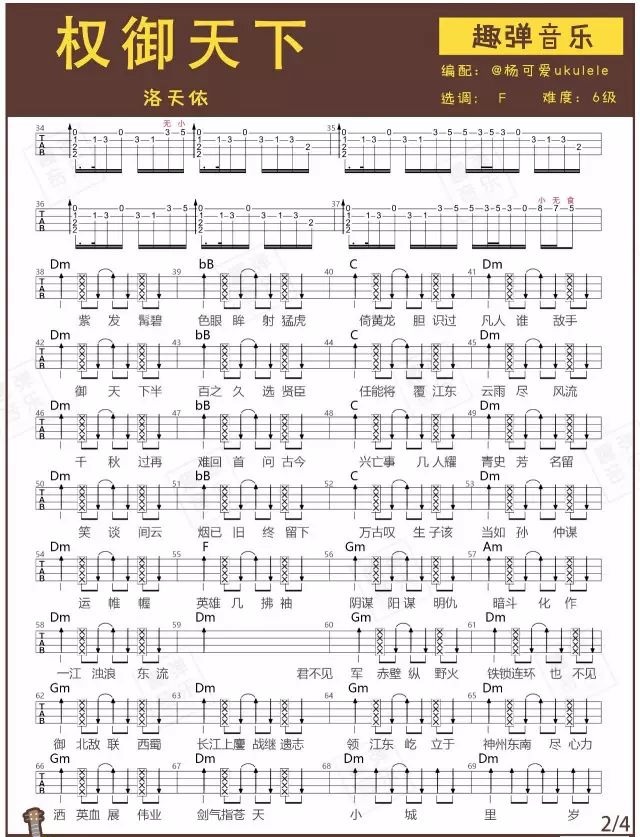 权御天下
趣弹音乐
编配：@杨可爱ukulele
洛天依
选调： F 难度：6级
34 无 小 35
36 37 小 无 食
38 Dm 39 bB 40 C 41 Dm
紫 发 髯碧 色眼 眸 射 猛虎 倚黄龙 胆 识过 凡人 谁 敌手
42 Dm 43 bB 44 C 45 Dm
御 天 下半 百之 久 选 贤臣 任能将 覆 江东 云雨 尽 风流
46 Dm 47 bB 48 C 49 Dm
千 秋 过再 难回 首 问 古今 兴亡事 几 人耀 青史 芳 名留
50 Dm 51 bB 52 C 53 Dm
笑 谈 间云 烟已 旧 终 留下 万古叹 生 子该 当如 孙 仲谋
54 Dm 55 F 56 Gm 57 Am
运 帷 幄 英雄 几 拂 袖 阴谋 阳 谋 明仇 暗斗 化 作
58 Dm 59 Dm 60 Gm 61 Dm
一江 浊浪 东 流 君不见 军 赤壁 纵 野火 铁锁连环 也 不见
62 Gm 63 Dm 64 Gm 65 Dm
御 北敌 联 西蜀 长江上鏖 战继 遗志 领 江东 屹 立于 神州东南 尽 心力
66 Gm 67 Dm 68 Dm 69 Dm
洒 英血 展 伟业 剑气指苍 天 小 城 里 岁
2/4